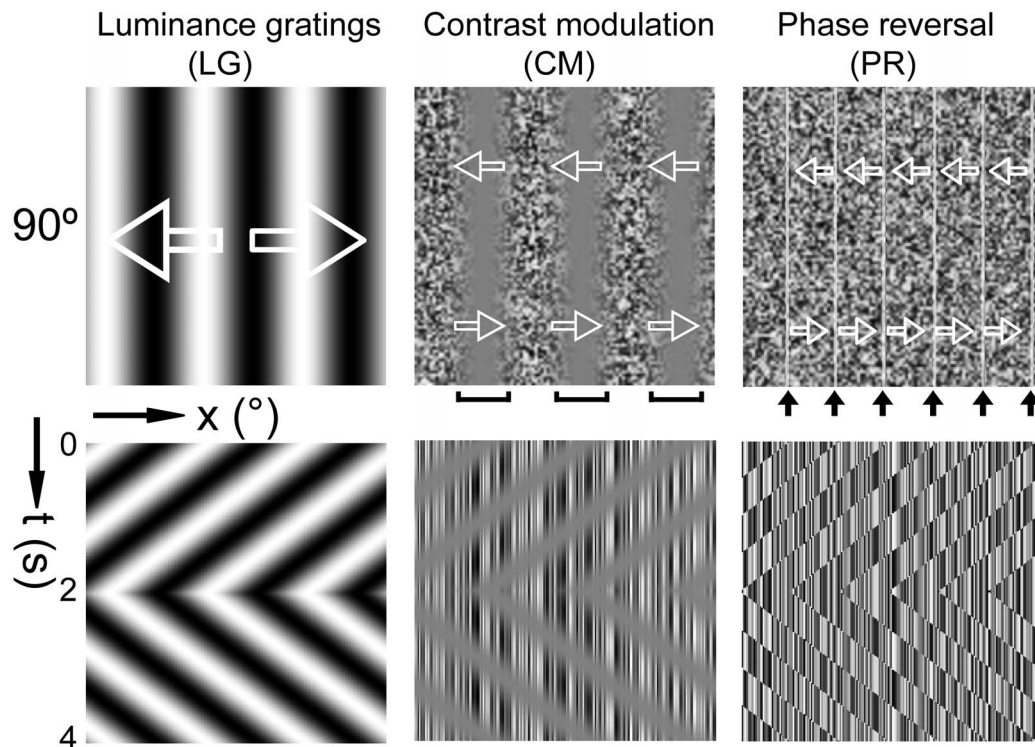 Luminance gratings
(LG)
Contrast modulation
(CM)
Phase reversal
(PR)
90º
x (°)
t (s)
0
2
4